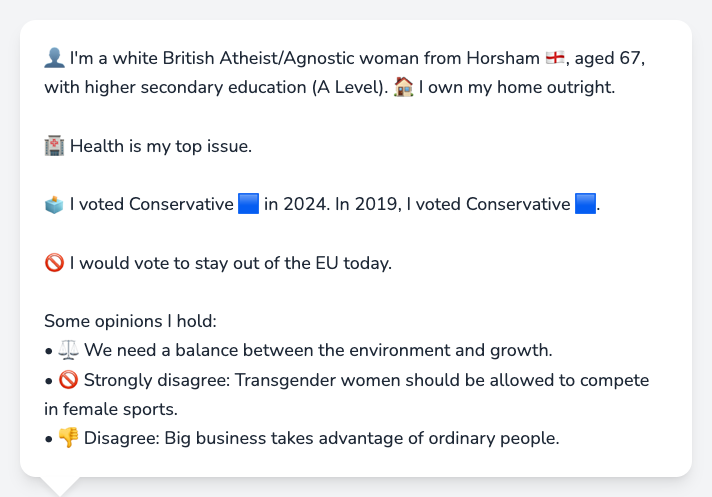 👤 I'm a white British Atheist/Agnostic woman from Horsham 🏴󠁧󠁢󠁥󠁮󠁧󠁿, aged 67,
with higher secondary education (A Level). 🏠 I own my home outright.
🏥 Health is my top issue.
🗳️ I voted Conservative 🟦 in 2024. In 2019, I voted Conservative 🟦.
🚫 I would vote to stay out of the EU today.
Some opinions I hold:
• ⚖️ We need a balance between the environment and growth.
• 🚫 Strongly disagree: Transgender women should be allowed to compete
in female sports.
• 👎 Disagree: Big business takes advantage of ordinary people.